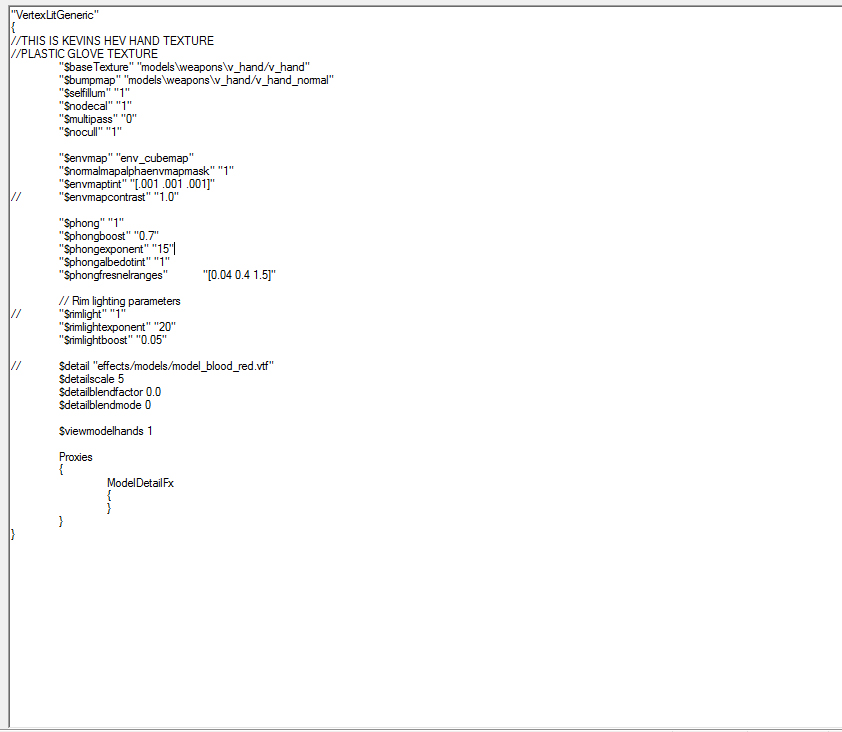 "VertexLitGeneric"
{
//THIS IS KEVINS HEV HAND TEXTURE
//PLASTIC GLOVE TEXTURE
"$baseTexture" "models\weapons\v_hand/v_hand"
"$bumpmap" "models\weapons\v_hand/v_hand_normal"
"$selfillum" "1"
"$nodecal" "1"
"$multipass" "0"
"$nocull" "1"
"$envmap" "env_cubemap"
"$normalmapalphaenvmapmask" "1"
"$envmaptint" "[.001 .001 .001]"
// "$envmapcontrast" "1.0"
"$phong" "1"
"$phongboost" "0.7"
"$phongexponent" "15"
"$phongalbedotint" "1"
"$phongfresnelranges" "[0.04 0.4 1.5]"
// Rim lighting parameters
// "$rimlight" "1"
"$rimlightexponent" "20"
"$rimlightboost" "0.05"
// $detail "effects/models/model_blood_red.vtf"
$detailscale 5
$detailblendfactor 0.0
$detailblendmode 0
$viewmodelhands 1
Proxies
{
ModelDetailFx
{
}
}
}